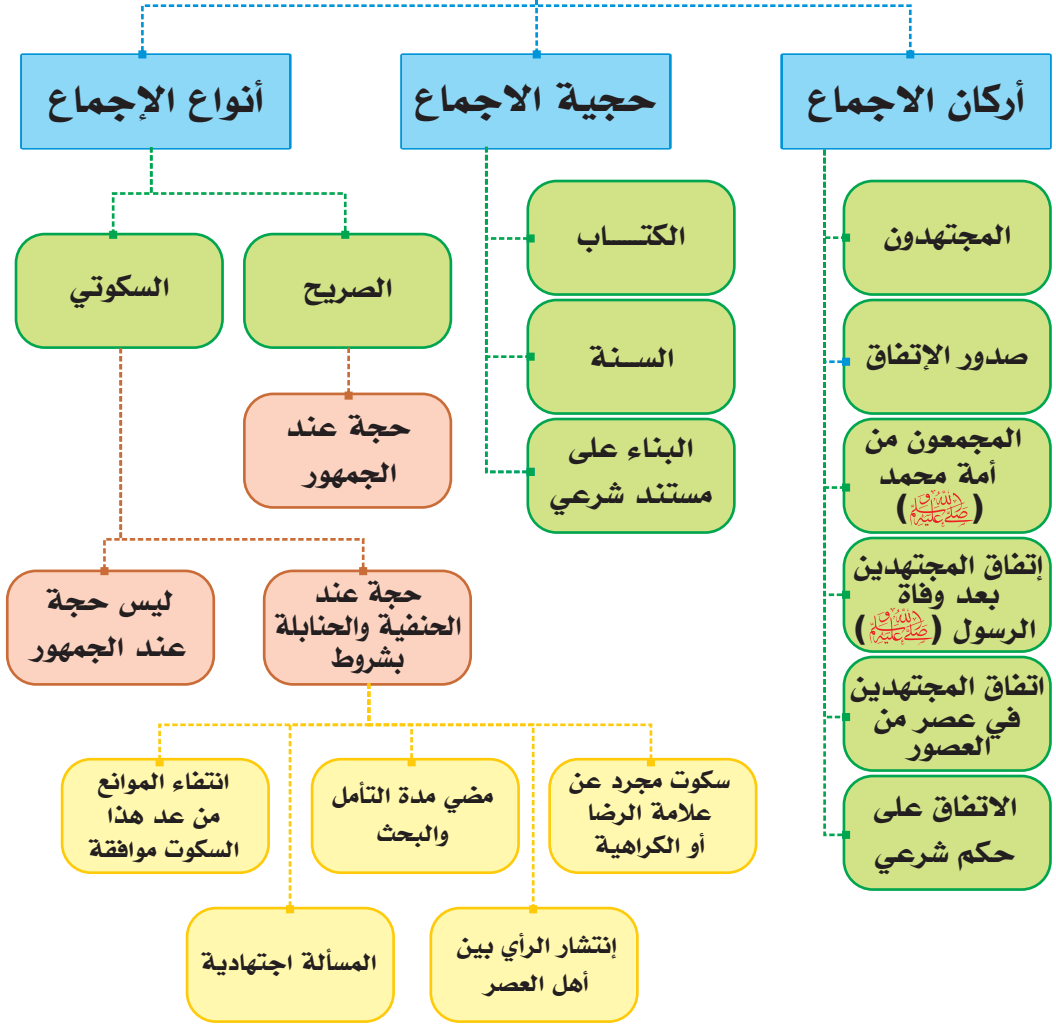 أركان الاجماع
حجية الاجماع
أنواع الإجماع
المجتهدون
صدور الإتفاق
المجمعون من
أمة محمد
(ﷺ)
إتفاق المجتهدين
بعد وفاة
الرسول (ﷺ)
اتفاق المجتهدين
في عصر من
العصور
الاتفاق على
حكم شرعي
الكتـــاب
الســنة
البناء على
مستند شرعي
الصريح
السكوتي
حجة عند
الجمهور
حجة عند
الحنفية والحنابلة
بشروط
ليس حجة
عند الجمهور
سكوت مجرد عن
علامة الرضا
أو الكراهية
مضي مدة التأمل
والبحث
انتفاء الموانع
من عد هذا
السكوت موافقة
إنتشار الرأي بين
أهل العصر
المسألة اجتهادية